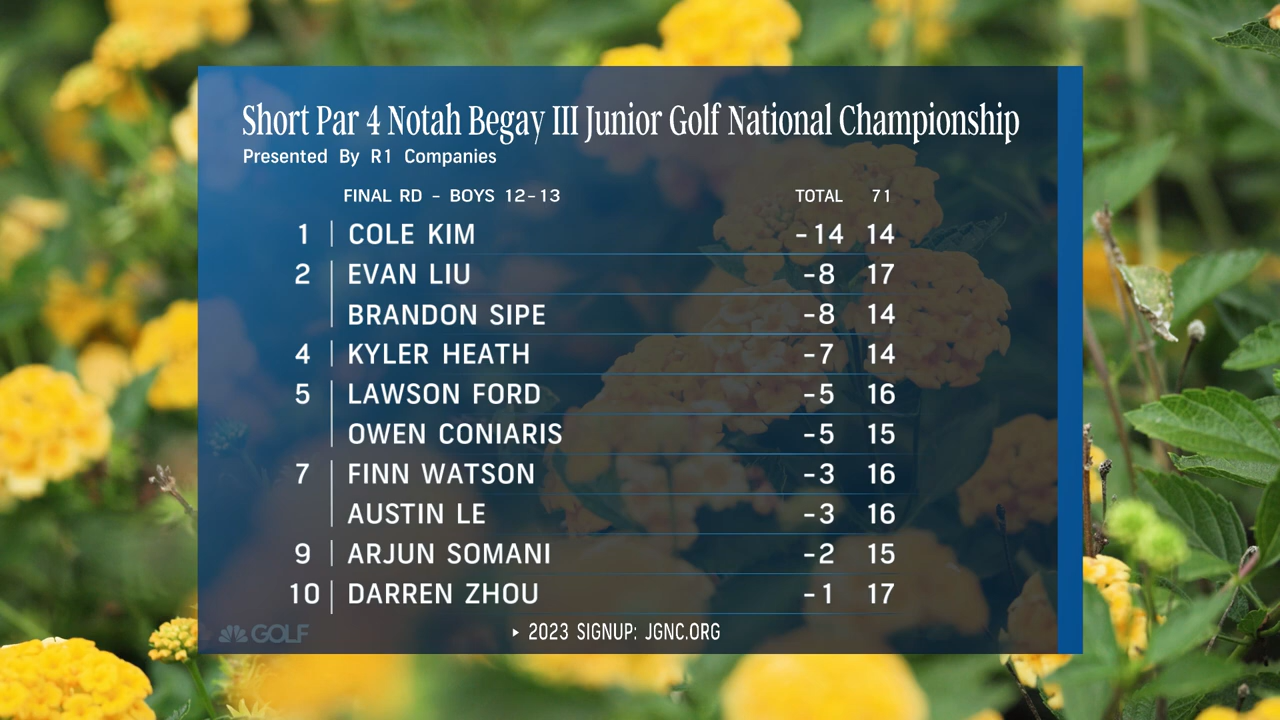 Short Par 4 Notah Begay III Junior Golf National Championship
Presented By R1 Companies
FINAL RD - BOYS 12-13 TOTAL 71
1 COLE KIM -14 14
2 EVAN LIU -8 17
BRANDON SIPE -8 14
4 KYLER HEATH -7 14
5 LAWSON FORD -5 16
OWEN CONIARIS -5 15
7 FINN WATSON -3 16
AUSTIN LE -3 16
9 ARJUN SOMANI -2 15
10 DARREN ZHOU -1 17
GOLF ▸ 2023 SIGNUP: JGNC.ORG